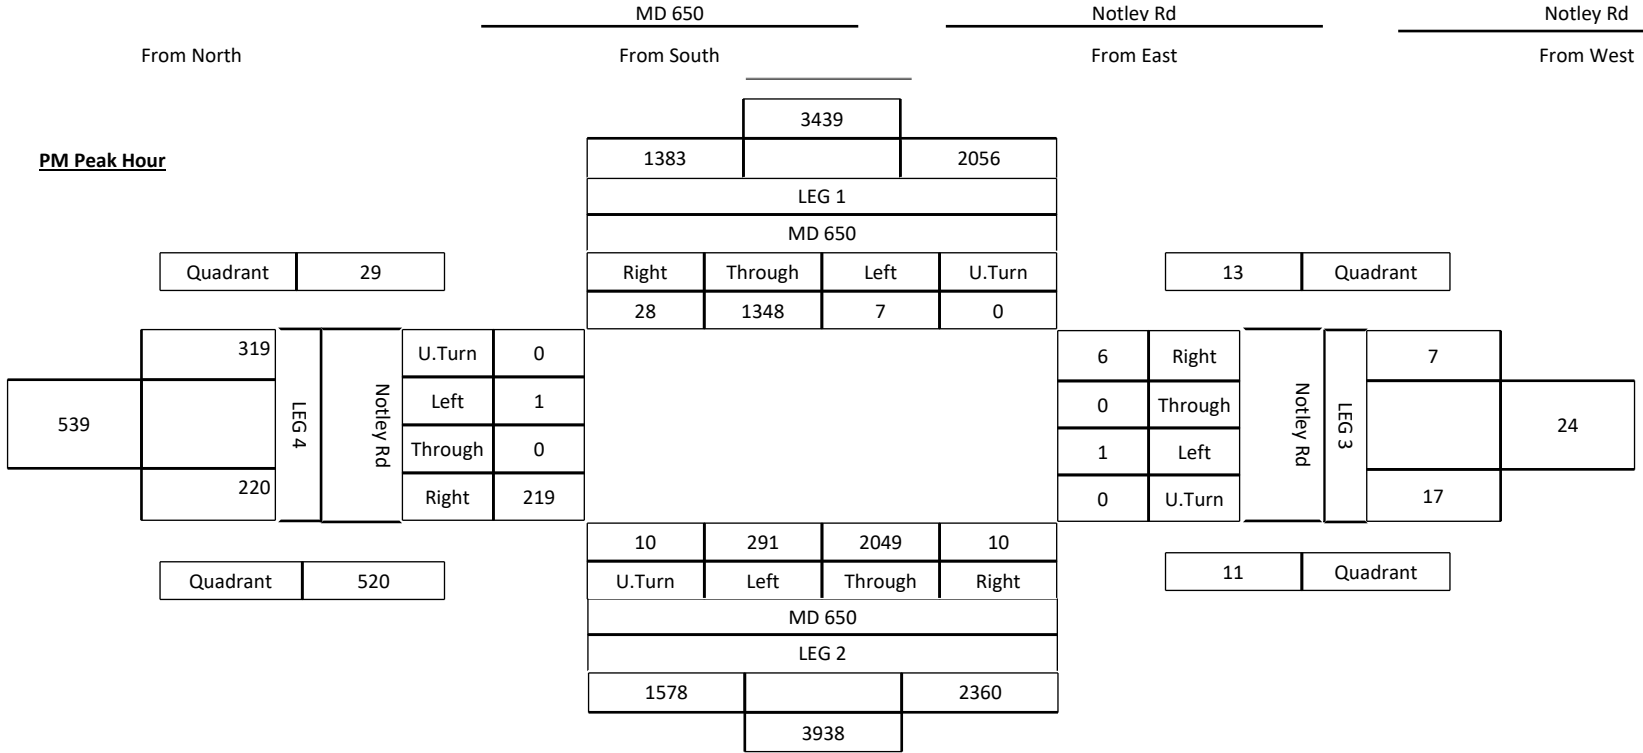 MD 650 Notley Rd Notley Rd
From North From South From East From West
3439
PM Peak Hour
1383 2056
LEG 1
MD 650
Quadrant 29
Right Through Left U.Turn
28 1348 7 0
13 Quadrant
319
539
220
LEG 4
Notley Rd
U.Turn 0
Left 1
Through 0
Right 219
6 Right
0 Through
1 Left
0 U.Turn
Notley Rd
LEG 3
7
24
17
Quadrant 520
10 291 2049 10
U.Turn Left Through Right
11 Quadrant
MD 650
LEG 2
1578 2360
3938